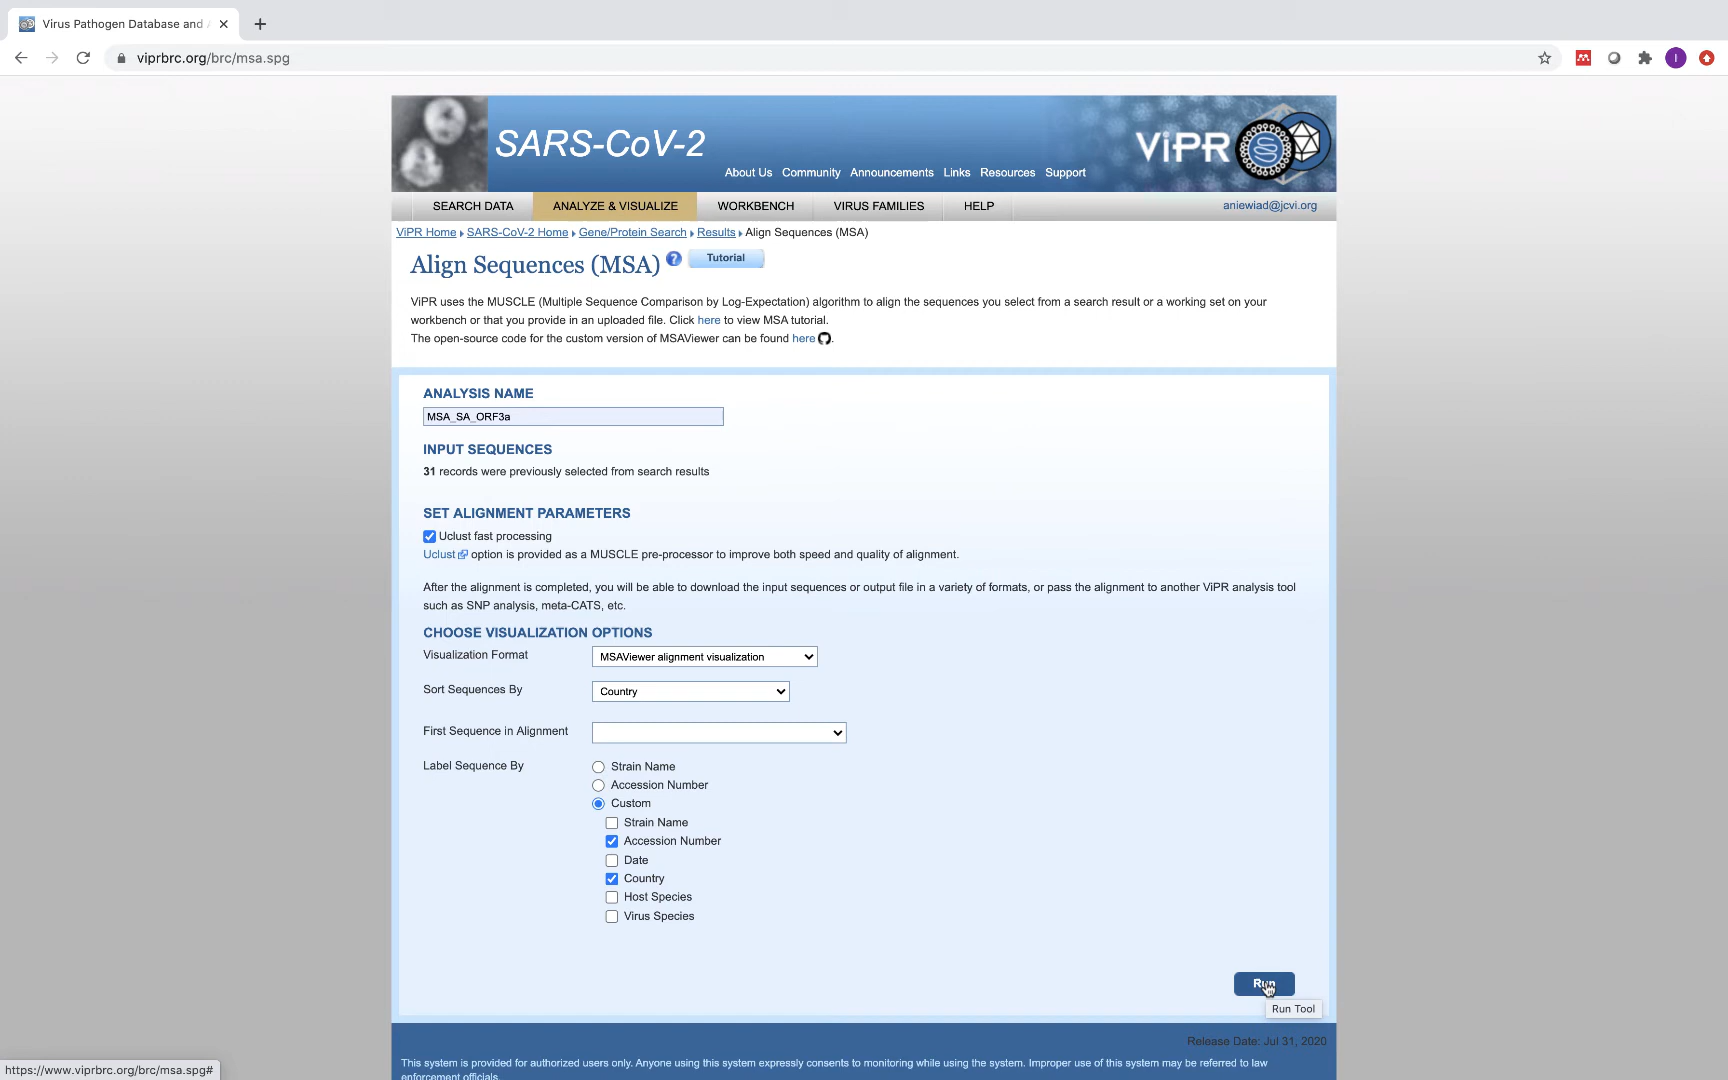 Virus Pathogen Database and
viprbrc.org/brc/msa.spg
I
SARS-CoV-2
ViPR
About Us Community Announcements Links Resources Support
SEARCH DATA ANALYZE & VISUALIZE WORKBENCH VIRUS FAMILIES HELP aniewiad@jcvi.org
ViPR Home SARS-CoV-2 Home Gene/Protein Search Results Align Sequences (MSA)
Align Sequences (MSA) ? Tutorial
ViPR uses the MUSCLE (Multiple Sequence Comparison by Log-Expectation) algorithm to align the sequences you select from a search result or a working set on your
workbench or that you provide in an uploaded file. Click here to view MSA tutorial.
The open-source code for the custom version of MSAViewer can be found here.
ANALYSIS NAME
MSA_SA_ORF3a
INPUT SEQUENCES
31 records were previously selected from search results
SET ALIGNMENT PARAMETERS
Uclust fast processing
Uclust option is provided as a MUSCLE pre-processor to improve both speed and quality of alignment.
After the alignment is completed, you will be able to download the input sequences or output file in a variety of formats, or pass the alignment to another ViPR analysis tool
such as SNP analysis, meta-CATS, etc.
CHOOSE VISUALIZATION OPTIONS
Visualization Format MSAViewer alignment visualization
Sort Sequences By Country
First Sequence in Alignment
Label Sequence By Strain Name
Accession Number
Custom
Strain Name
Accession Number
Date
Country
Host Species
Virus Species
Run
Run Tool
Release Date: Jul 31, 2020
This system is provided for authorized users only. Anyone using this system expressly consents to monitoring while using the system. Improper use of this system may be referred to law
enforcement officials.
https://www.viprbrc.org/brc/msa.spg#